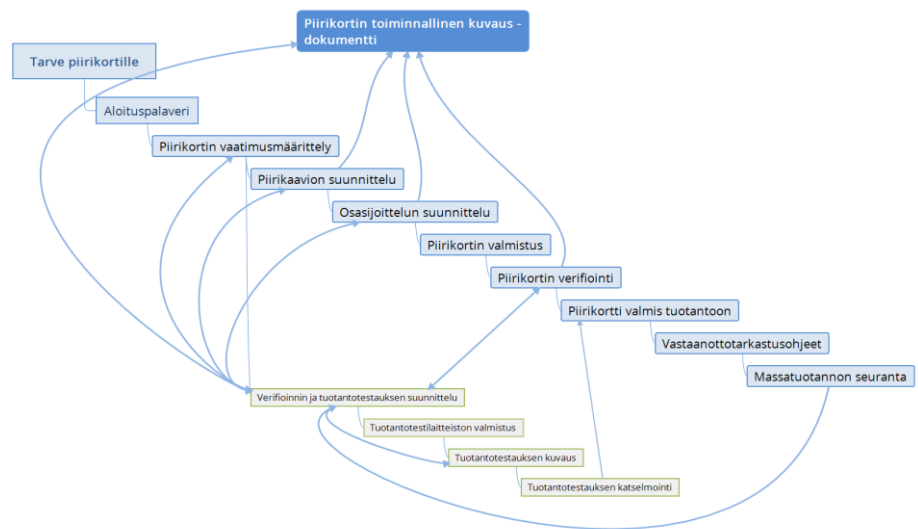 Piirikortin toiminnallinen kuvaus -
dokumentti
Tarve piirikortille
Aloituspalaveri
Piirikortin vaatimusmäärittely
Piirikaavion suunnittelu
Osasijoittelun suunnittelu
Piirikortin valmistus
Piirikortin verifiointi
Piirikortti valmis tuotantoon
Vastaanottotarkastusohjeet
Massatuotannon seuranta
Verifioinnin ja tuotantotestauksen suunnittelu
Tuotantotestilaitteiston valmistus
Tuotantotestauksen kuvaus
Tuotantotestauksen katselmointi